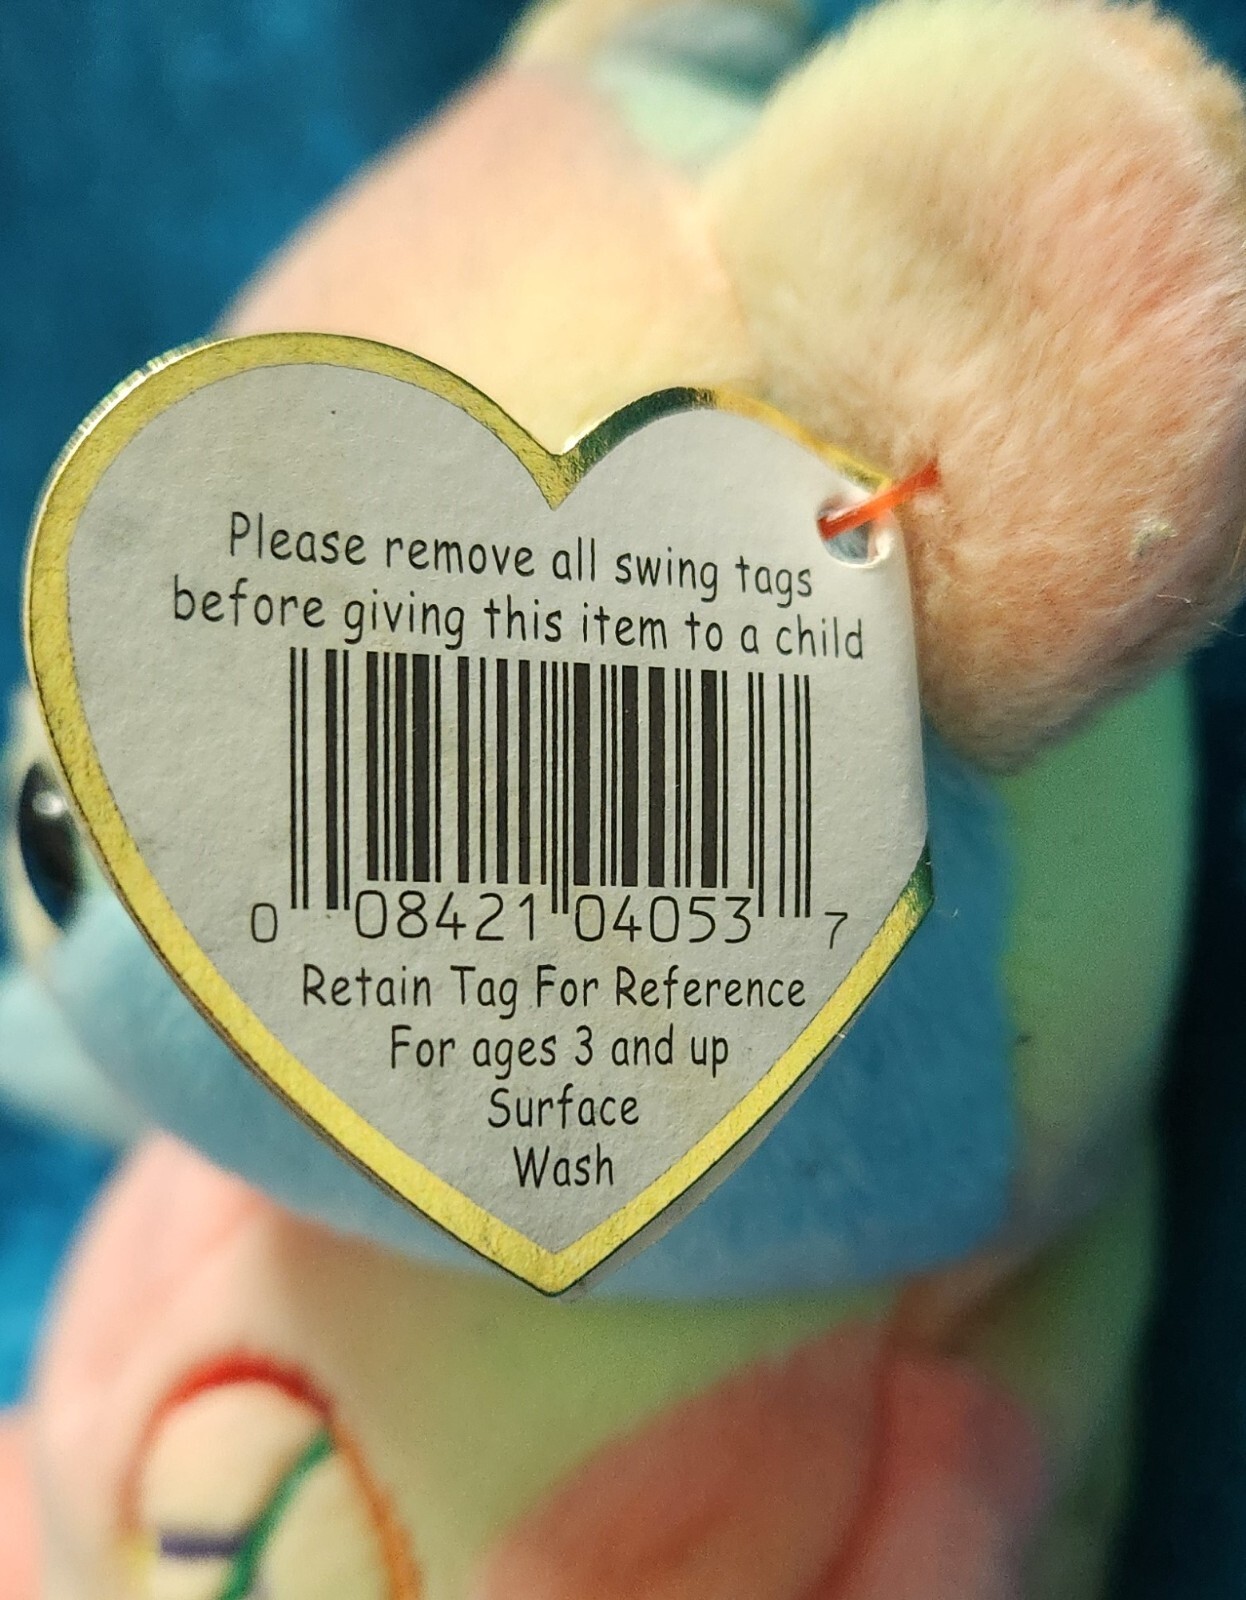 Please remove all swing tags
before giving this item to a child
0 08421 04053 7
Retain Tag For Reference
For ages 3 and up
Surface
Wash